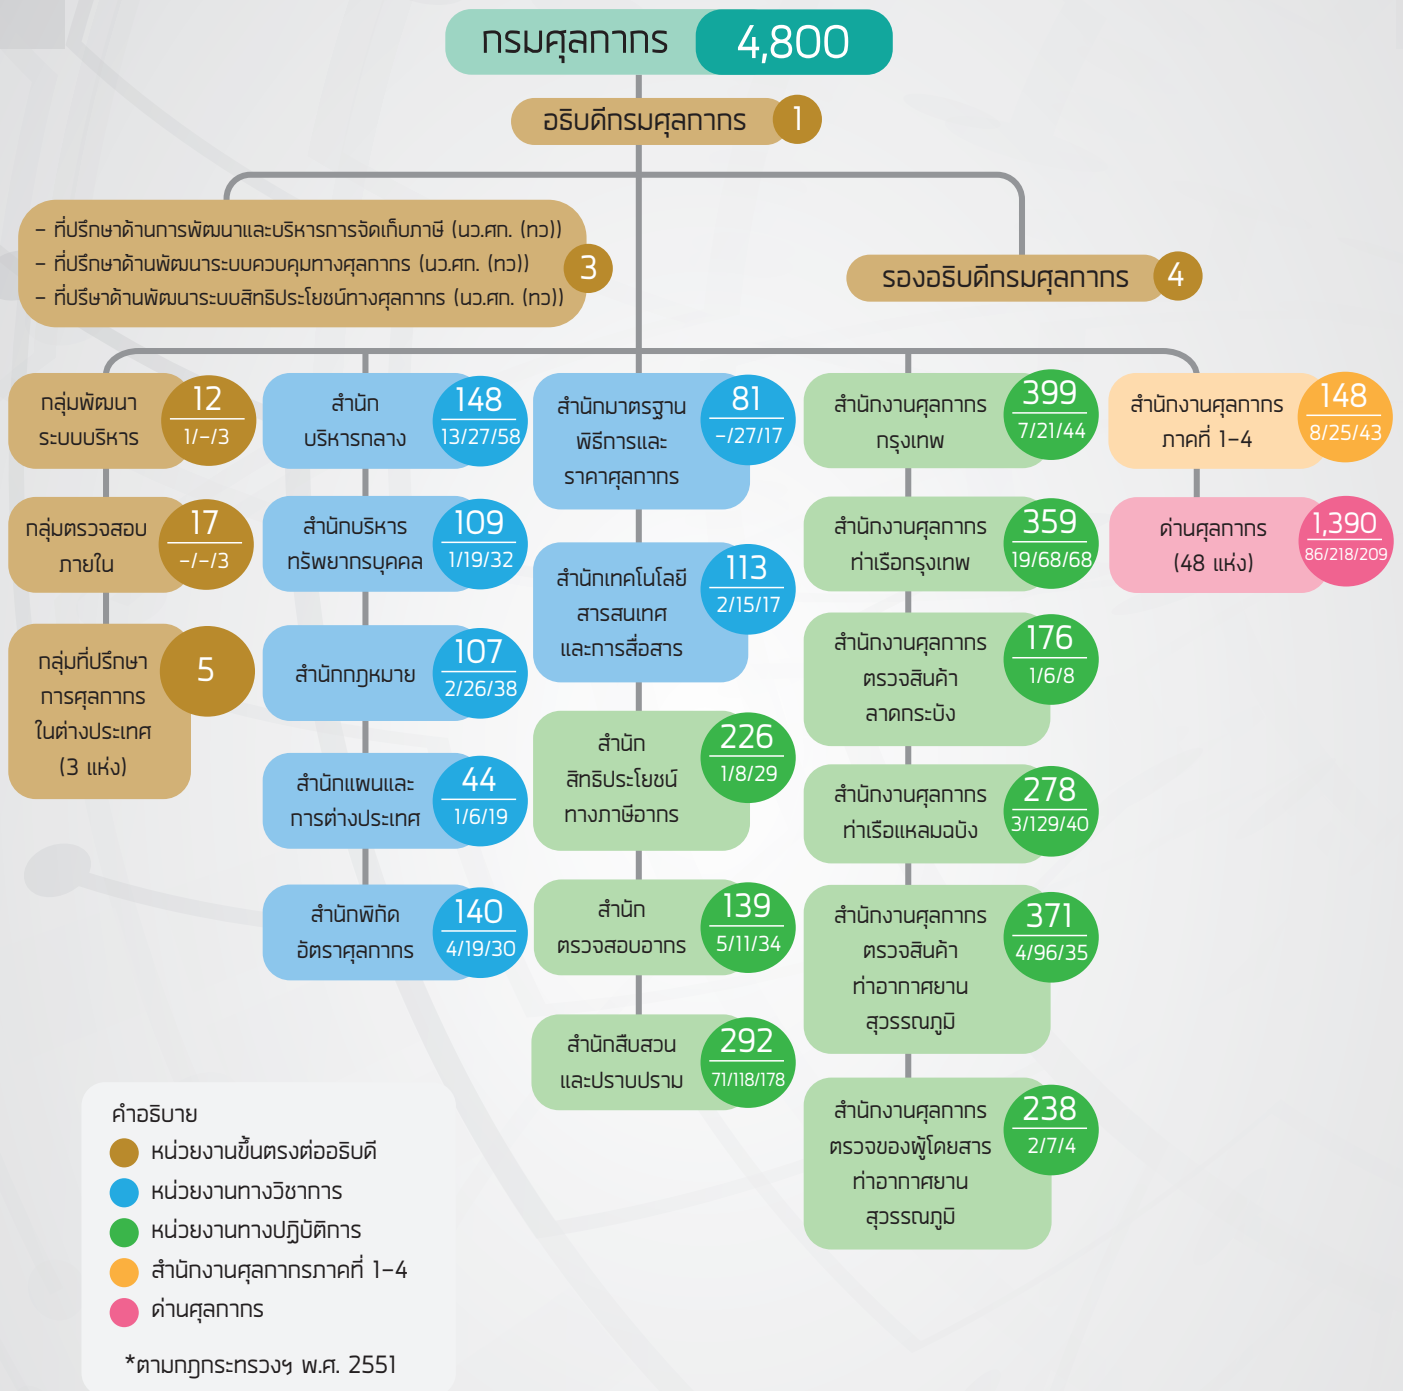 กรมศุลกากร 4,800
อธิบดีกรมศุลกากร 1
- ที่ปรึกษาด้านการพัฒนาและบริหารการจัดเก็บภาษี (นว.ศก. (ทว))
- ที่ปรึกษาด้านพัฒนาระบบควบคุมทางศุลกากร (นว.ศก. (ทว))
- ที่ปรึษาด้านพัฒนาระบบสิทธิประโยชน์ทางศุลกากร (นว.ศก. (ทว))
3
รองอธิบดีกรมศุลกากร 4
กลุ่มพัฒนา
ระบบบริหาร
12
1/-/3
กลุ่มตรวจสอบ
ภายใน
17
-/-/3
กลุ่มที่ปรึกษา
การศุลกากร
ในต่างประเทศ
(3 แห่ง)
5
สำนัก
บริหารกลาง
148
13/27/58
สำนักบริหาร
ทรัพยากรบุคคล
109
1/19/32
สำนักกฎหมาย
107
2/26/38
สำนักแผนและ
การต่างประเทศ
44
1/6/19
สำนักพิกัด
อัตราศุลกากร
140
4/19/30
สำนักมาตรฐาน
พิธีการและ
ราคาศุลกากร
81
-/27/17
สำนักเทคโนโลยี
สารสนเทศ
และการสื่อสาร
113
2/15/17
สำนัก
สิทธิประโยชน์
ทางภาษีอากร
226
1/8/29
สำนัก
ตรวจสอบอากร
139
5/11/34
สำนักสืบสวน
และปราบปราม
292
71/118/178
สำนักงานศุลกากร
กรุงเทพ
399
7/21/44
สำนักงานศุลกากร
ท่าเรือกรุงเทพ
359
19/68/68
สำนักงานศุลกากร
ตรวจสินค้า
ลาดกระบัง
176
1/6/8
สำนักงานศุลกากร
ท่าเรือแหลมฉบัง
278
3/129/40
สำนักงานศุลกากร
ตรวจสินค้า
ท่าอากาศยาน
สุวรรณภูมิ
371
4/96/35
สำนักงานศุลกากร
ตรวจของผู้โดยสาร
ท่าอากาศยาน
สุวรรณภูมิ
238
2/7/4
สำนักงานศุลกากร
ภาคที่ 1-4
148
8/25/43
ด่านศุลกากร
(48 แห่ง)
1,390
86/218/209
คำอธิบาย
หน่วยงานขึ้นตรงต่ออธิบดี
หน่วยงานทางวิชาการ
หน่วยงานทางปฏิบัติการ
สำนักงานศุลกากรภาคที่ 1-4
ด่านศุลกากร
*ตามกฎกระทรวงฯ พ.ศ. 2551